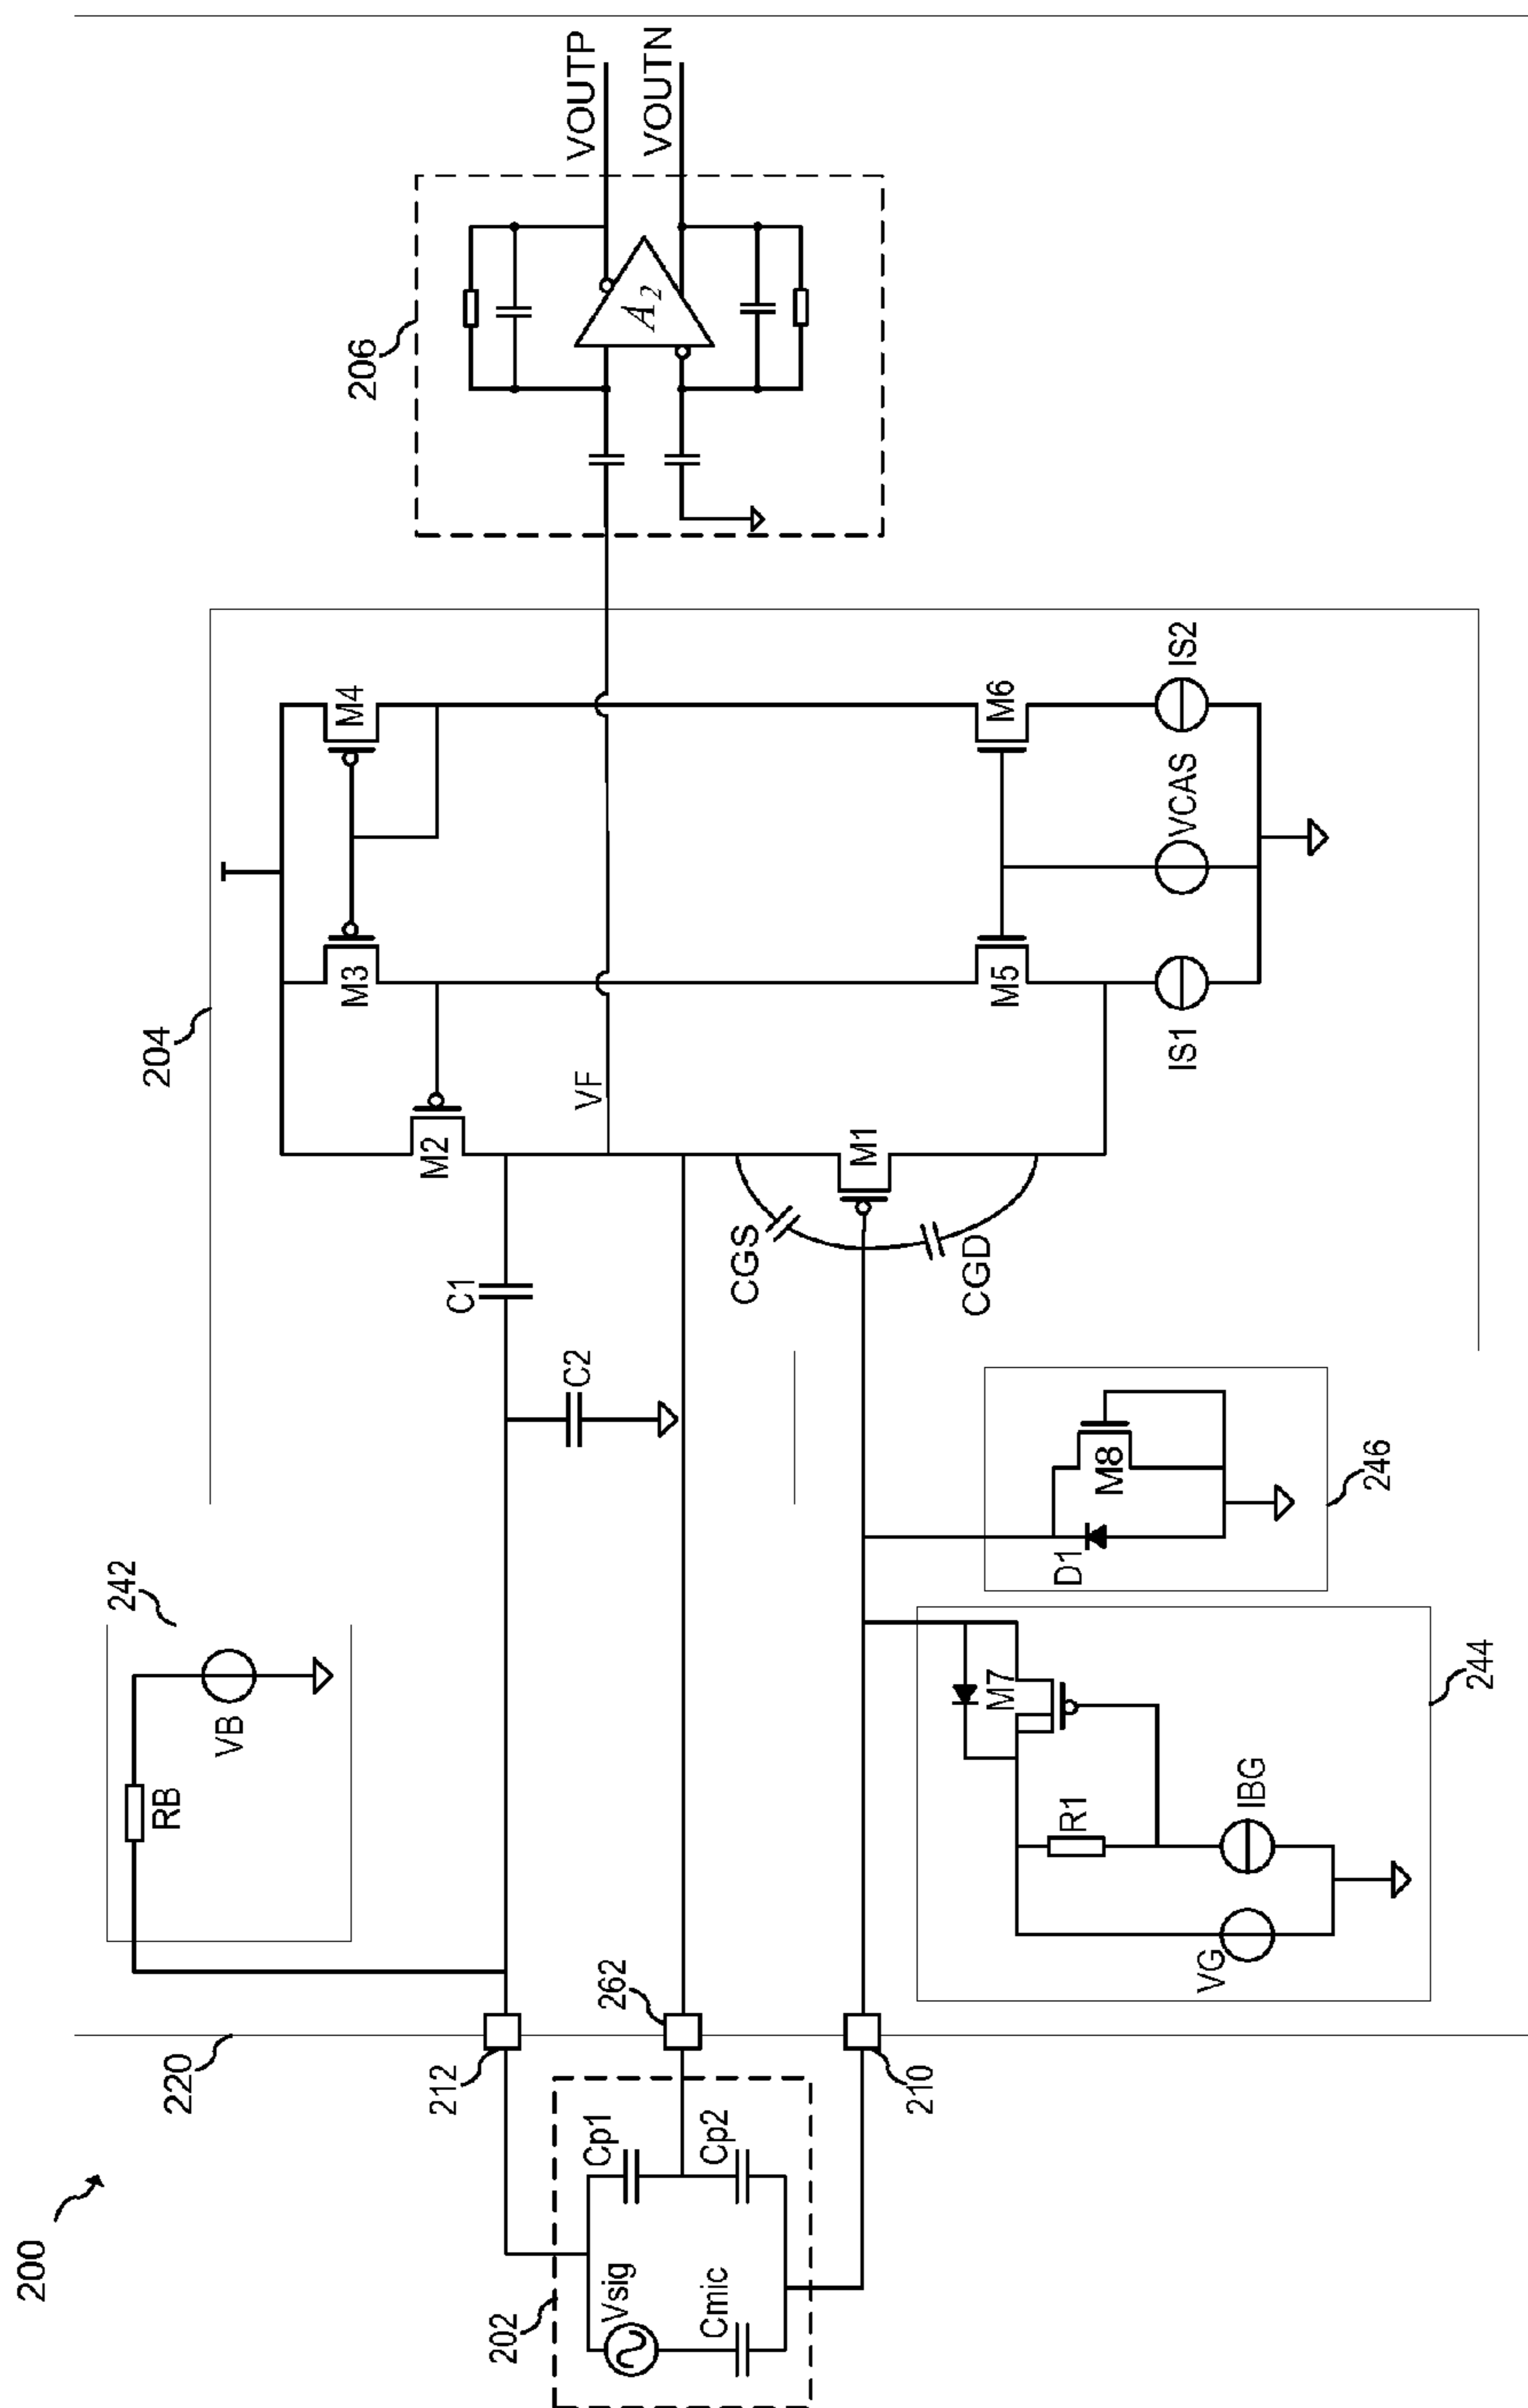 200
220
202
Vsig
Cmic
Cp1
Cp2
212
262
210
242
RB
VB
244
VG
R1
IBG
M7
246
D1
M8
204
C1
C2
CGS
CGD
M1
M2
VF
M3
M4
M5
M6
IS1
VCAS
IS2
206
A2
VOUTP
VOUTN